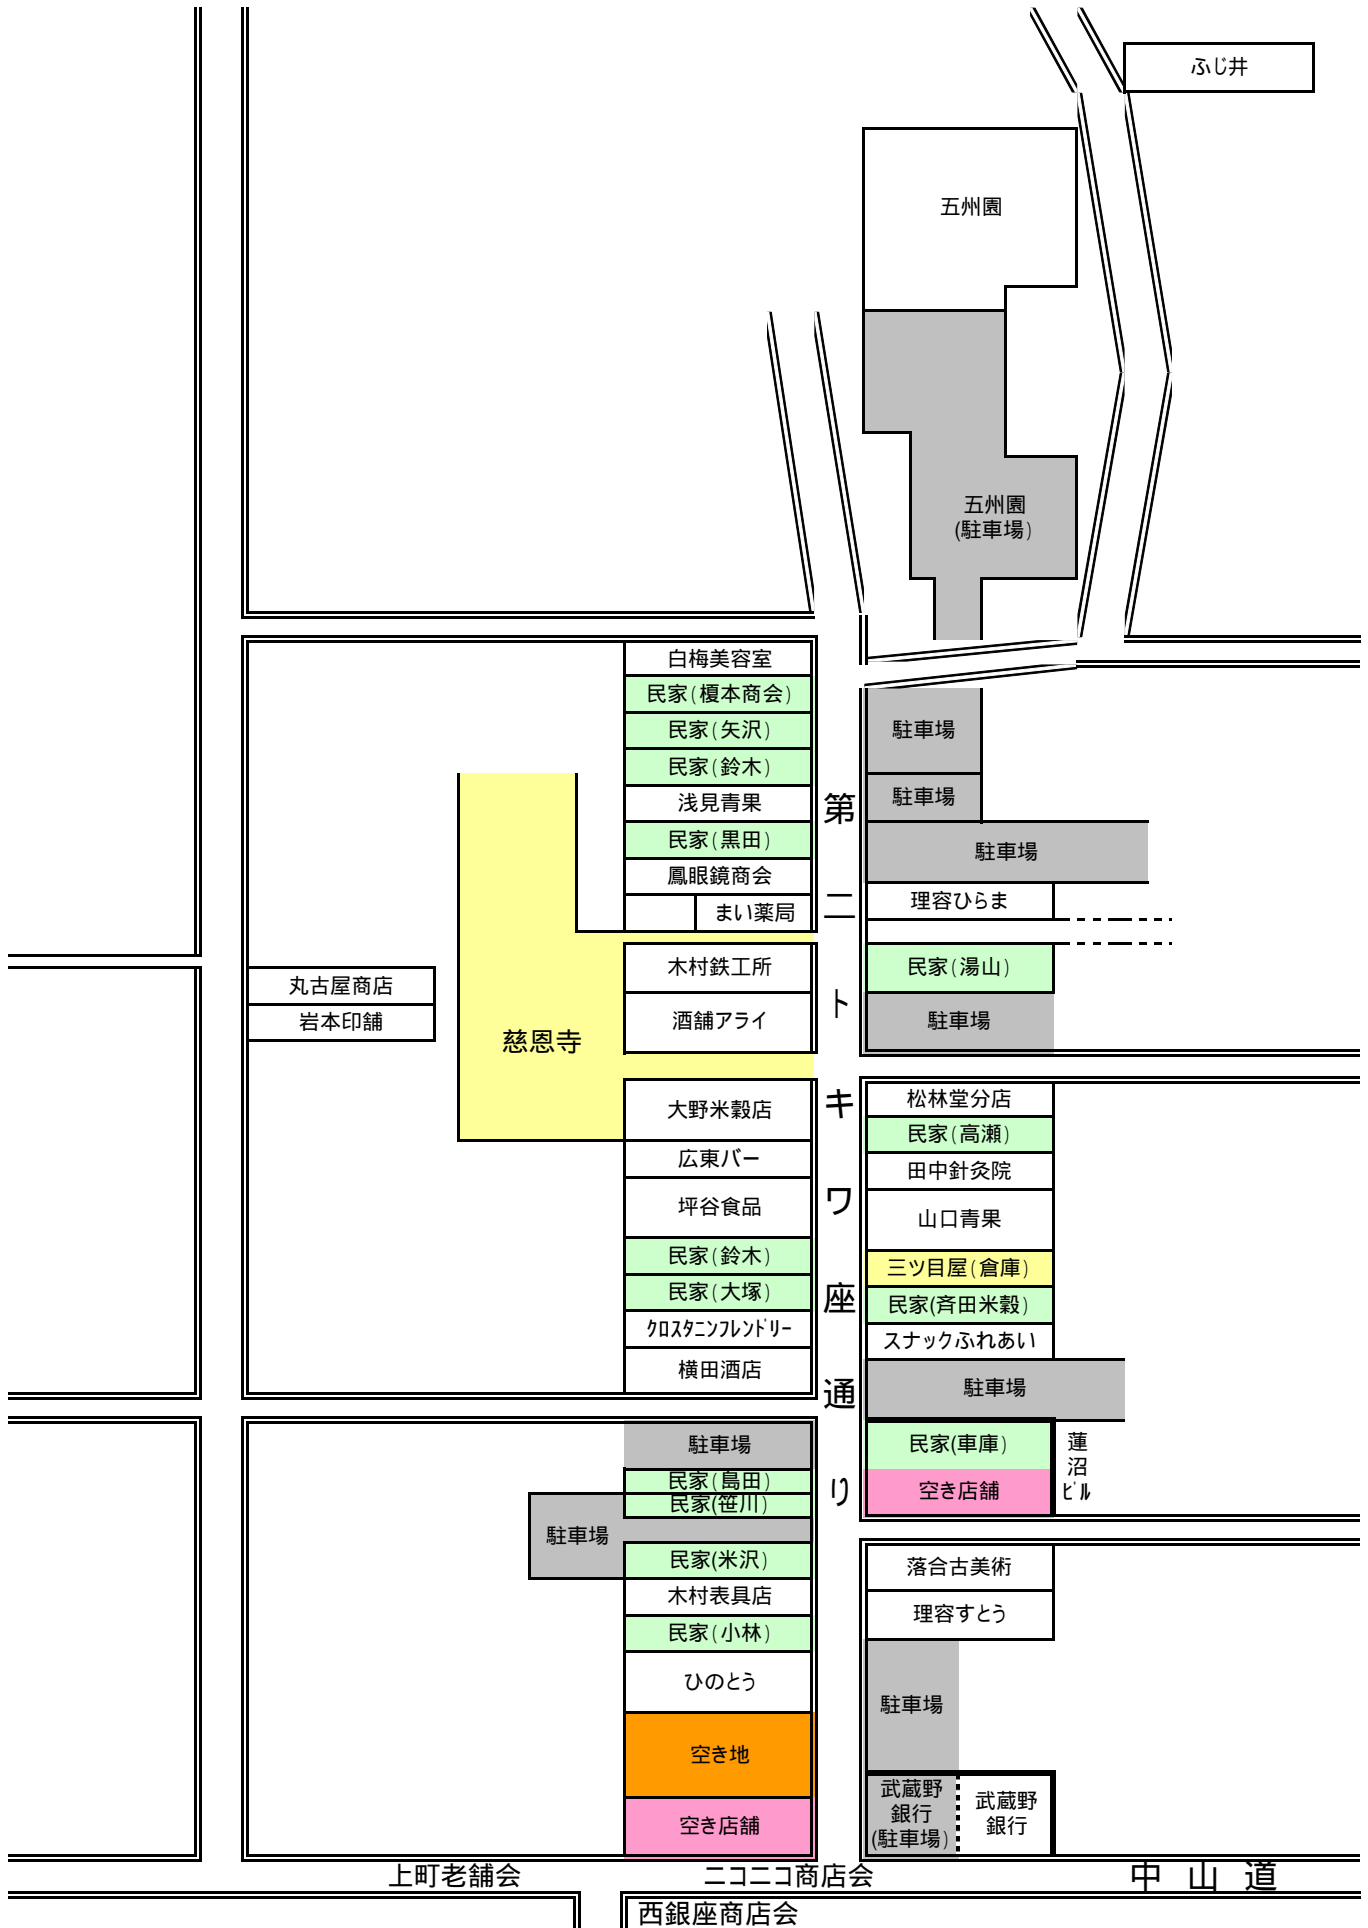 ふじ井
五州園
五州園
(駐車場)
白梅美容室
民家(榎本商会)
民家(矢沢)
民家(鈴木)
浅見青果
民家(黒田)
鳳眼鏡商会
まい薬局
木村鉄工所
酒舗アライ
丸古屋商店
岩本印舗
慈恩寺
大野米穀店
広東バー
坪谷食品
民家(鈴木)
民家(大塚)
ｸﾛｽﾀﾆﾝﾌﾚﾝﾄﾞﾘｰ
横田酒店
駐車場
民家(島田)
民家(笹川)
駐車場
民家(米沢)
木村表具店
民家(小林)
ひのとう
空き地
空き店舗
第二トキワ座通り
駐車場
駐車場
駐車場
理容ひらま
民家(湯山)
駐車場
松林堂分店
民家(高瀬)
田中針灸院
山口青果
三ツ目屋(倉庫)
民家(斉田米穀)
スナックふれあい
駐車場
民家(車庫)
空き店舗
蓮
沼
ﾋﾞﾙ
落合古美術
理容すとう
駐車場
武蔵野
銀行
(駐車場)
武蔵野
銀行
上町老舗会
ニコニコ商店会
中山道
西銀座商店会